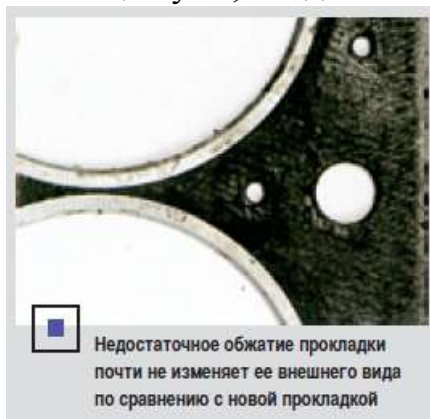 Недостаточное обжатие прокладки
почти не изменяет ее внешнего вида
по сравнению с новой прокладкой